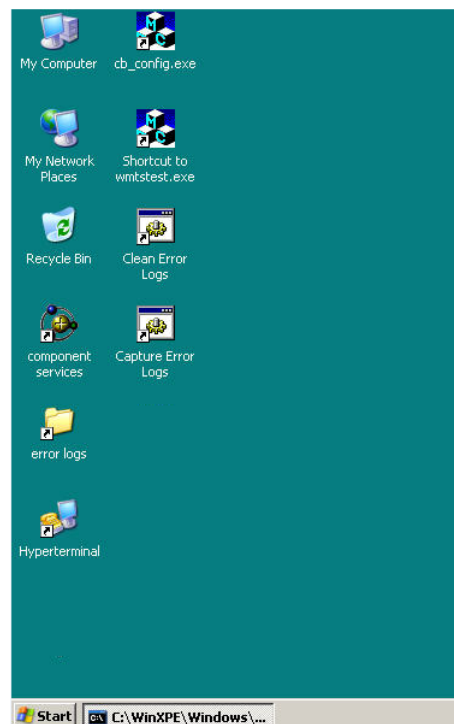 My Computer
cb_config.exe
My Network
Places
Shortcut to
wmtstest.exe
Recycle Bin
Clean Error
Logs
component
services
Capture Error
Logs
error logs
Hyperterminal
Start
C:\WinXPE\Windows\...